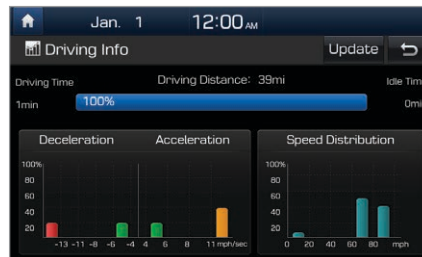 Jan. 1 12:00 AM
Driving Info Update
Driving Time Driving Distance: 39mi Idle Tim
1min 100% 0mi
Deceleration Acceleration
100%
80
60
40
20
-13 -11 -8 -6 -4 4 6 8 11 mph/sec
Speed Distribution
100%
80
60
40
20
0 20 40 60 80 mph